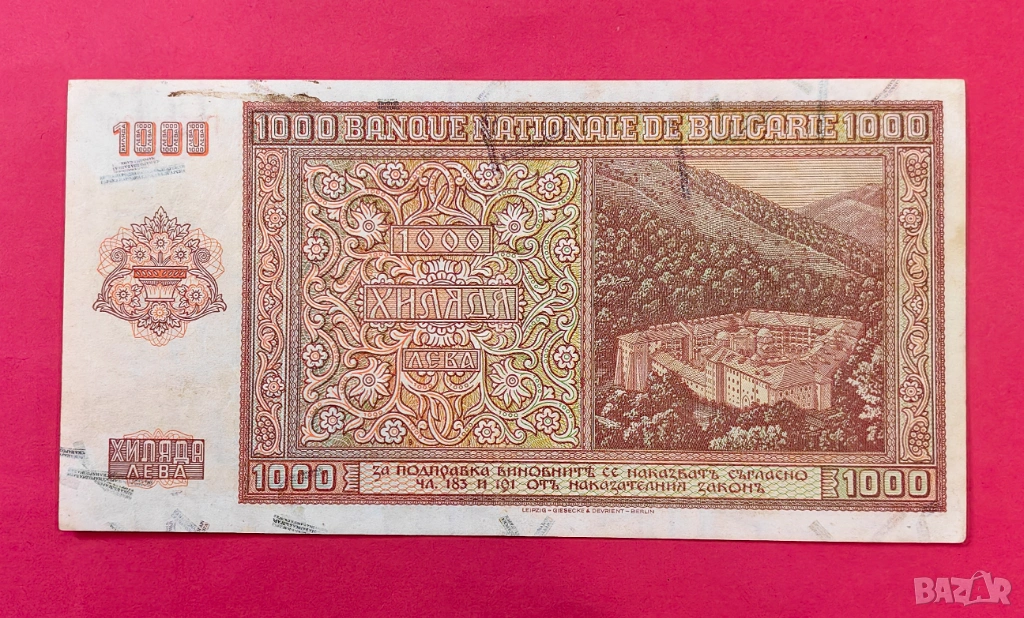 1000
1000 BANQUE NATIONALE DE BULGARIE 1000
1000
ХИЛЯДА
ЛЕВА
ХИЛЯДА
ЛЕВА
1000
ЗА ПОДПРАВКА ВИНОВНИТѢ СЕ НАКАЗВАТЪ СЪГЛАСНО
ЧЛ. 183 И 191 ОТЪ НАКАЗАТЕЛНИЯ ЗАКОНЪ
1000
LEIPZIG – GIESECKE & DEVRIENT – BERLIN
BAZAR